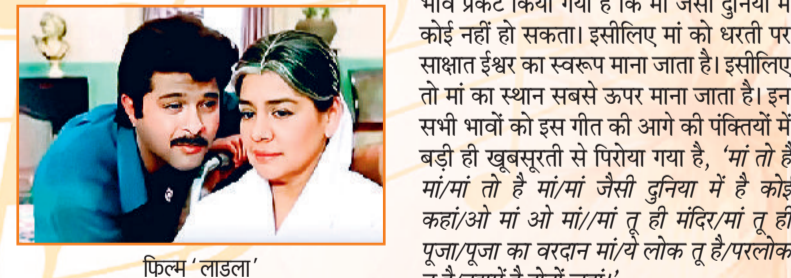 भाव प्रकट किया गया है कि मां जैसी दुनिया में
कोई नहीं हो सकता। इसीलिए मां को धरती पर
साक्षात ईश्वर का स्वरूप माना जाता है। इसीलिए
तो मां का स्थान सबसे ऊपर माना जाता है। इन
सभी भावों को इस गीत की आगे की पंक्तियों में
बड़ी ही खूबसूरती से पिरोया गया है, ‘मां तो है
मां/मां तो है मां/मां जैसी दुनिया में है कोई
कहां/ओ मां ओ मां//मां तू ही मंदिर/मां तू ही
पूजा/पूजा का वरदान मां/ये लोक तू है/परलोक
फिल्म ‘लाडला’